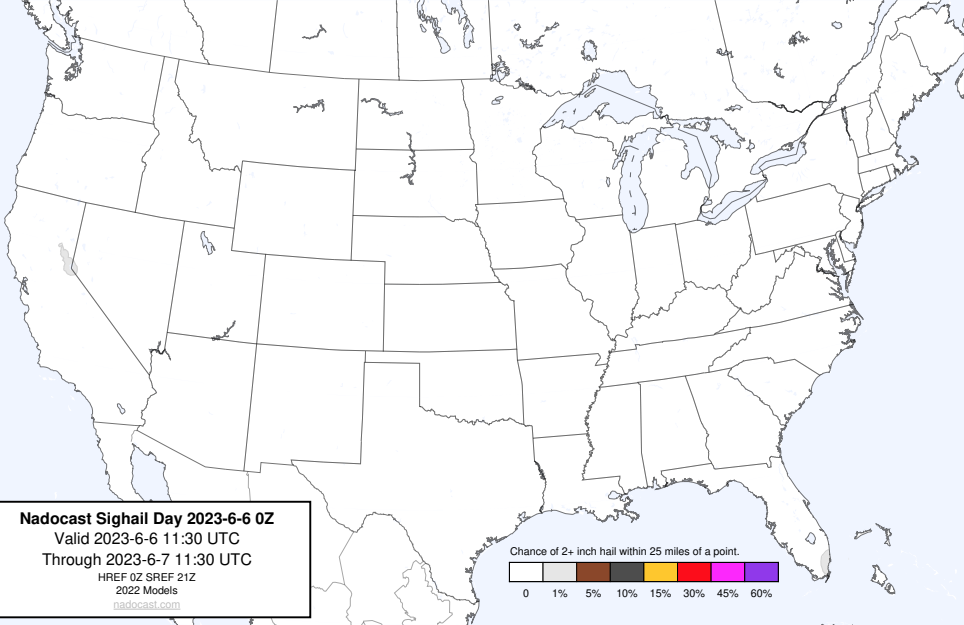 Nadocast Sighail Day 2023-6-6 0Z
Valid 2023-6-6 11:30 UTC
Through 2023-6-7 11:30 UTC
HREF 0Z SREF 21Z
2022 Models
nadocast.com
Chance of 2+ inch hail within 25 miles of a point.
0 1% 5% 10% 15% 30% 45% 60%